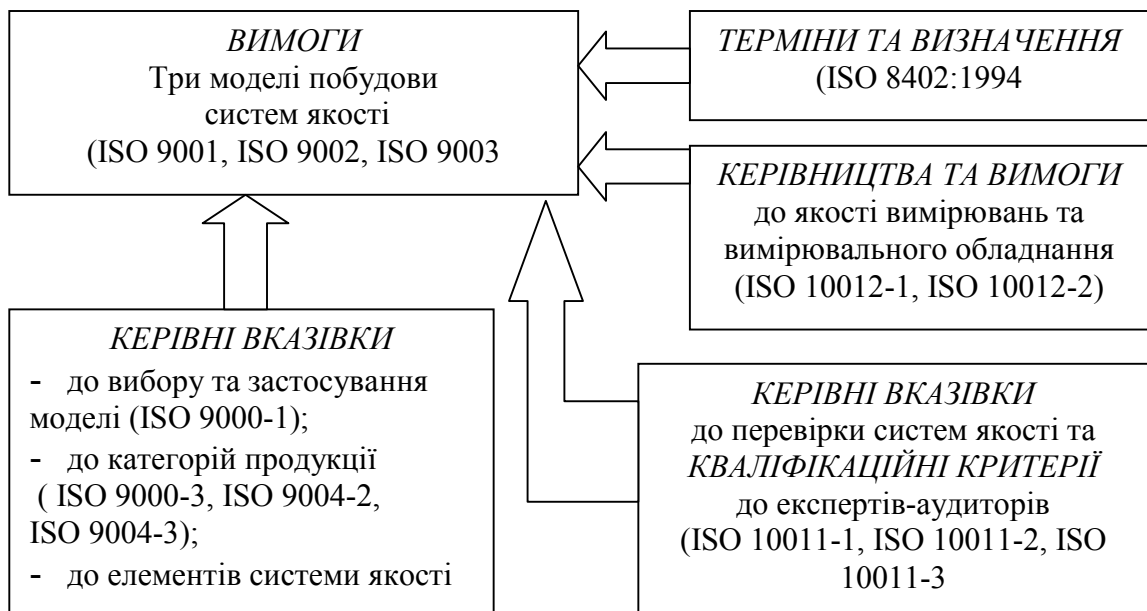 ВИМОГИ
Три моделі побудови
систем якості
(ISO 9001, ISO 9002, ISO 9003
ТЕРМІНИ ТА ВИЗНАЧЕННЯ
(ISO 8402:1994
КЕРІВНИЦТВА ТА ВИМОГИ
до якості вимірювань та
вимірювального обладнання
(ISO 10012-1, ISO 10012-2)
КЕРІВНІ ВКАЗІВКИ
- до вибору та застосування
моделі (ISO 9000-1);
- до категорій продукції
( ISO 9000-3, ISO 9004-2,
ISO 9004-3);
- до елементів системи якості
КЕРІВНІ ВКАЗІВКИ
до перевірки систем якості та
КВАЛІФІКАЦІЙНІ КРИТЕРІЇ
до експертів-аудиторів
(ISO 10011-1, ISO 10011-2, ISO
10011-3